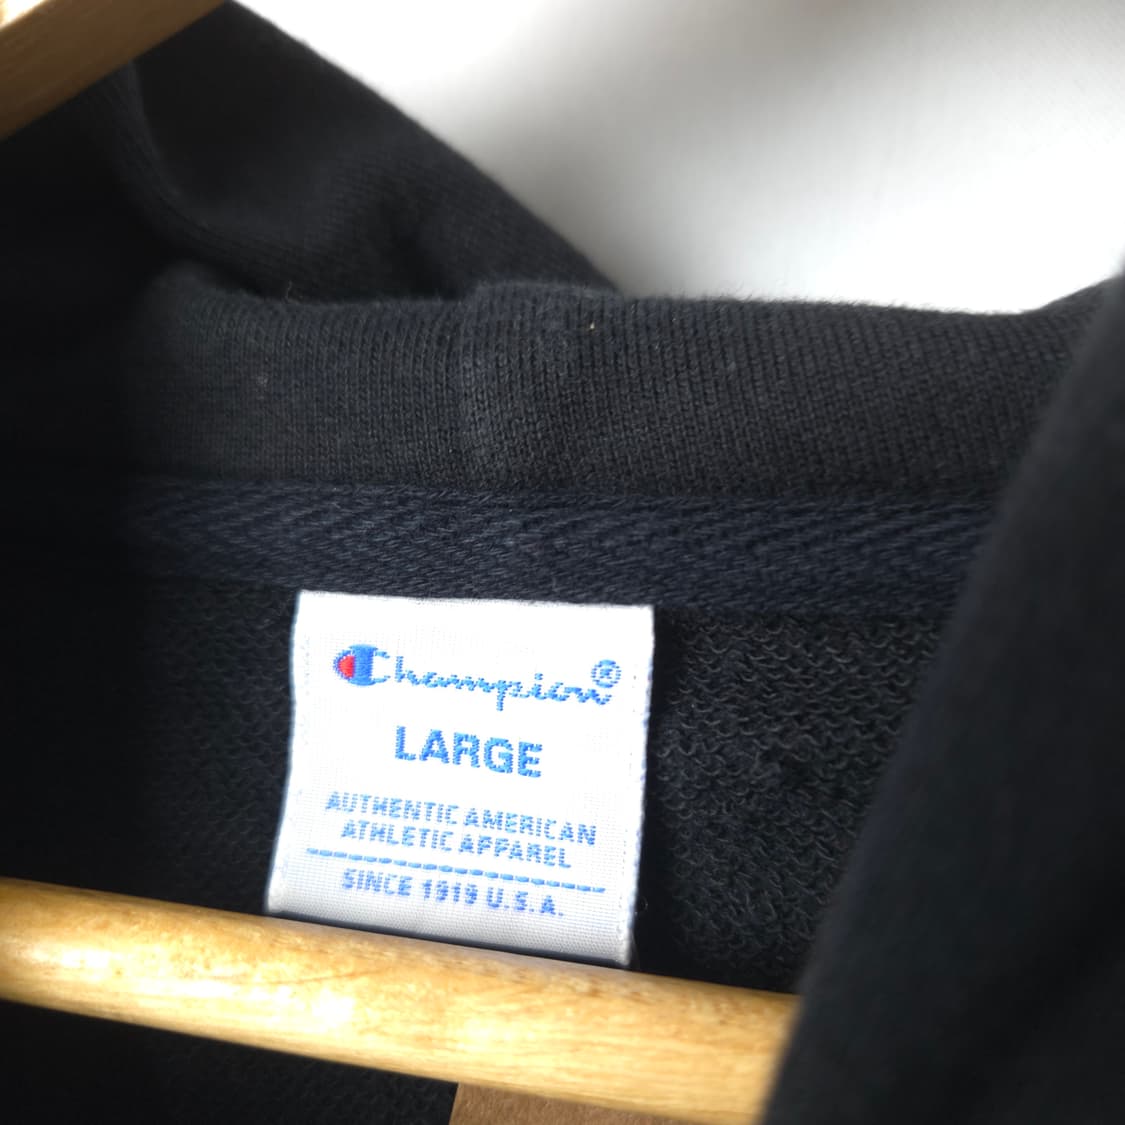 Champion®
LARGE
AUTHENTIC AMERICAN
ATHLETIC APPAREL
SINCE 1919 U.S.A.